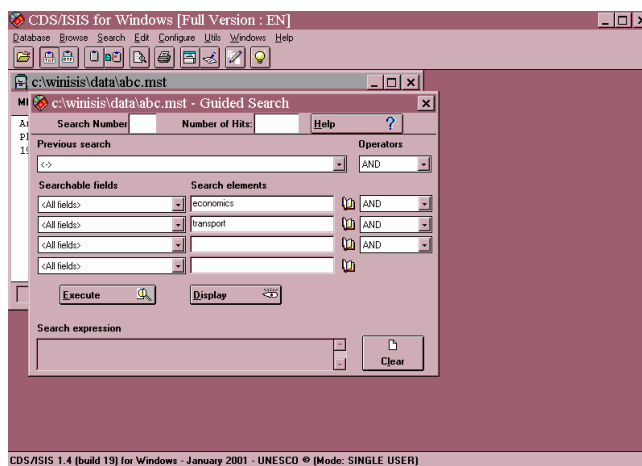 CDS/ISIS for Windows [Full Version : EN]
Database Browse Search Edit Configure Utils Windows Help
c:\winisis\data\abc.mst
c:\winisis\data\abc.mst - Guided Search
Search Number Number of Hits: Help ?
Previous search Operators
<-> AND
Searchable fields Search elements
<All fields> economics AND
<All fields> transport AND
<All fields> AND
<All fields>
Execute Display
Search expression
Clear
CDS/ISIS 1.4 (build 19) for Windows - January 2001 - UNESCO © (Mode: SINGLE USER)